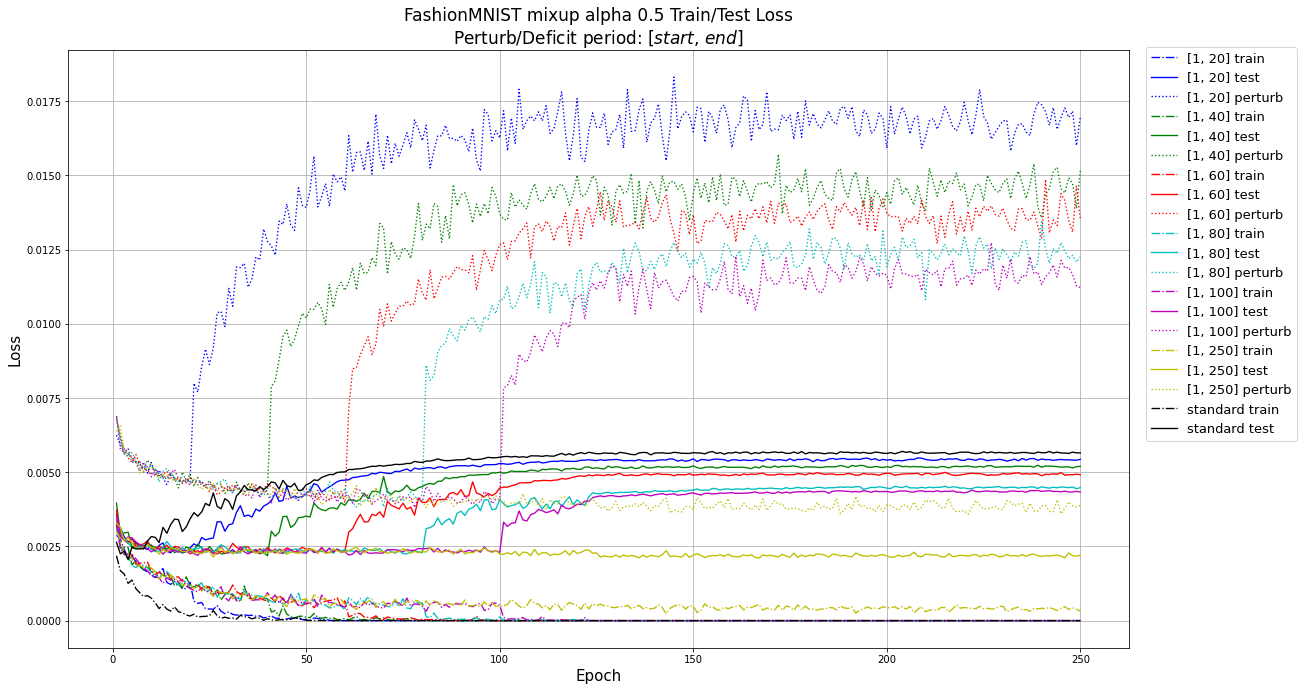 FashionMNIST mixup alpha 0.5 Train/Test Loss
Perturb/Deficit period: [start, end]
Loss
0.0175
0.0150
0.0125
0.0100
0.0075
0.0050
0.0025
0.0000
0 50 100 150 200 250
Epoch
[1, 20] train
[1, 20] test
[1, 20] perturb
[1, 40] train
[1, 40] test
[1, 40] perturb
[1, 60] train
[1, 60] test
[1, 60] perturb
[1, 80] train
[1, 80] test
[1, 80] perturb
[1, 100] train
[1, 100] test
[1, 100] perturb
[1, 250] train
[1, 250] test
[1, 250] perturb
standard train
standard test